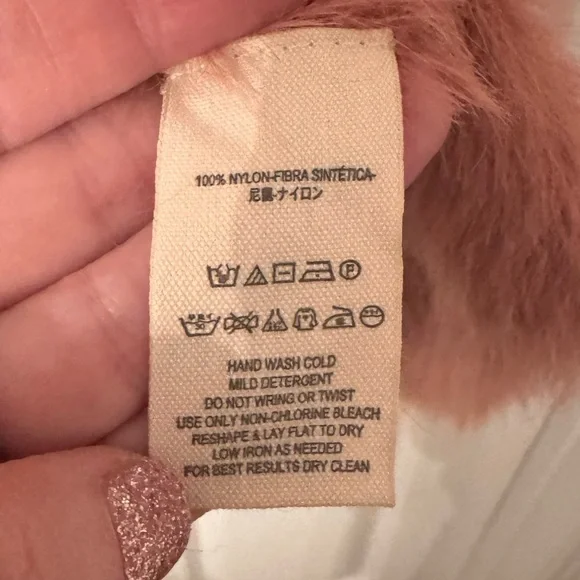 100% NYLON-FIBRA SINTÉTICA-
尼龍-ナイロン
P
HAND WASH COLD
MILD DETERGENT
DO NOT WRING OR TWIST
USE ONLY NON-CHLORINE BLEACH
RESHAPE & LAY FLAT TO DRY
LOW IRON AS NEEDED
FOR BEST RESULTS DRY CLEAN